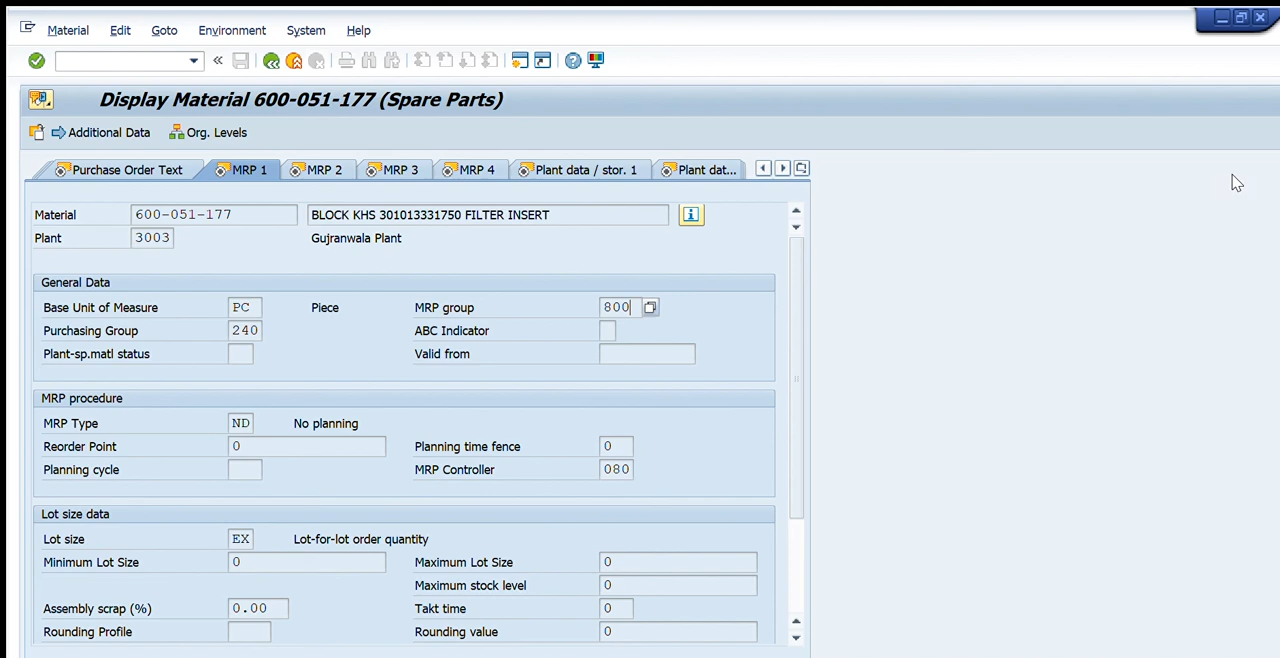 Material Edit Goto Environment System Help
Display Material 600-051-177 (Spare Parts)
Additional Data Org. Levels
Purchase Order Text MRP 1 MRP 2 MRP 3 MRP 4 Plant data / stor. 1 Plant dat...
Material 600-051-177 BLOCK KHS 301013331750 FILTER INSERT
Plant 3003 Gujranwala Plant
General Data
Base Unit of Measure PC Piece MRP group 800
Purchasing Group 240 ABC Indicator
Plant-sp.matl status Valid from
MRP procedure
MRP Type ND No planning
Reorder Point 0 Planning time fence 0
Planning cycle MRP Controller 080
Lot size data
Lot size EX Lot-for-lot order quantity
Minimum Lot Size 0 Maximum Lot Size 0
Maximum stock level 0
Assembly scrap (%) 0.00 Takt time 0
Rounding Profile Rounding value 0